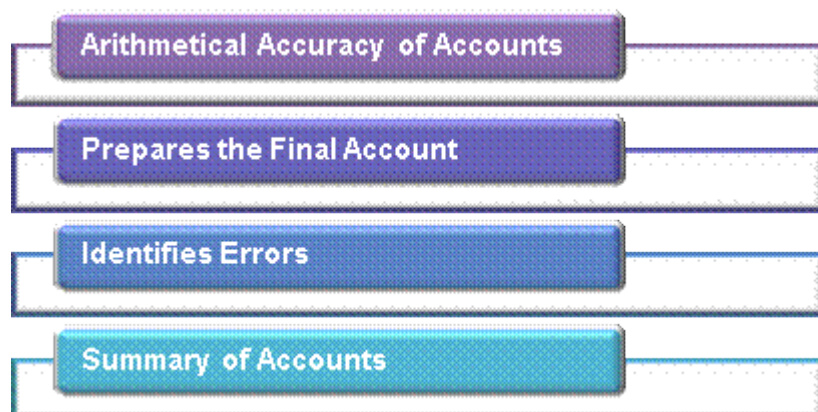 Arithmetical Accuracy of Accounts
Prepares the Final Account
Identifies Errors
Summary of Accounts